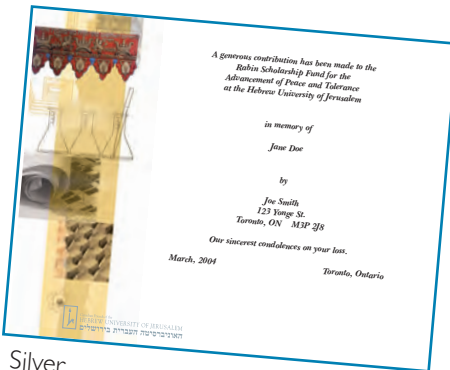 A generous contribution has been made to the
Rabin Scholarship Fund for the
Advancement of Peace and Tolerance
at the Hebrew University of Jerusalem
in memory of
Jane Doe
by
Joe Smith
123 Yonge St.
Toronto, ON M3P 2J8
Our sincerest condolences on your loss.
March, 2004
Toronto, Ontario
HEBREW UNIVERSITY OF JERUSALEM
האוניברסיטה העברית בירושלים
Silver